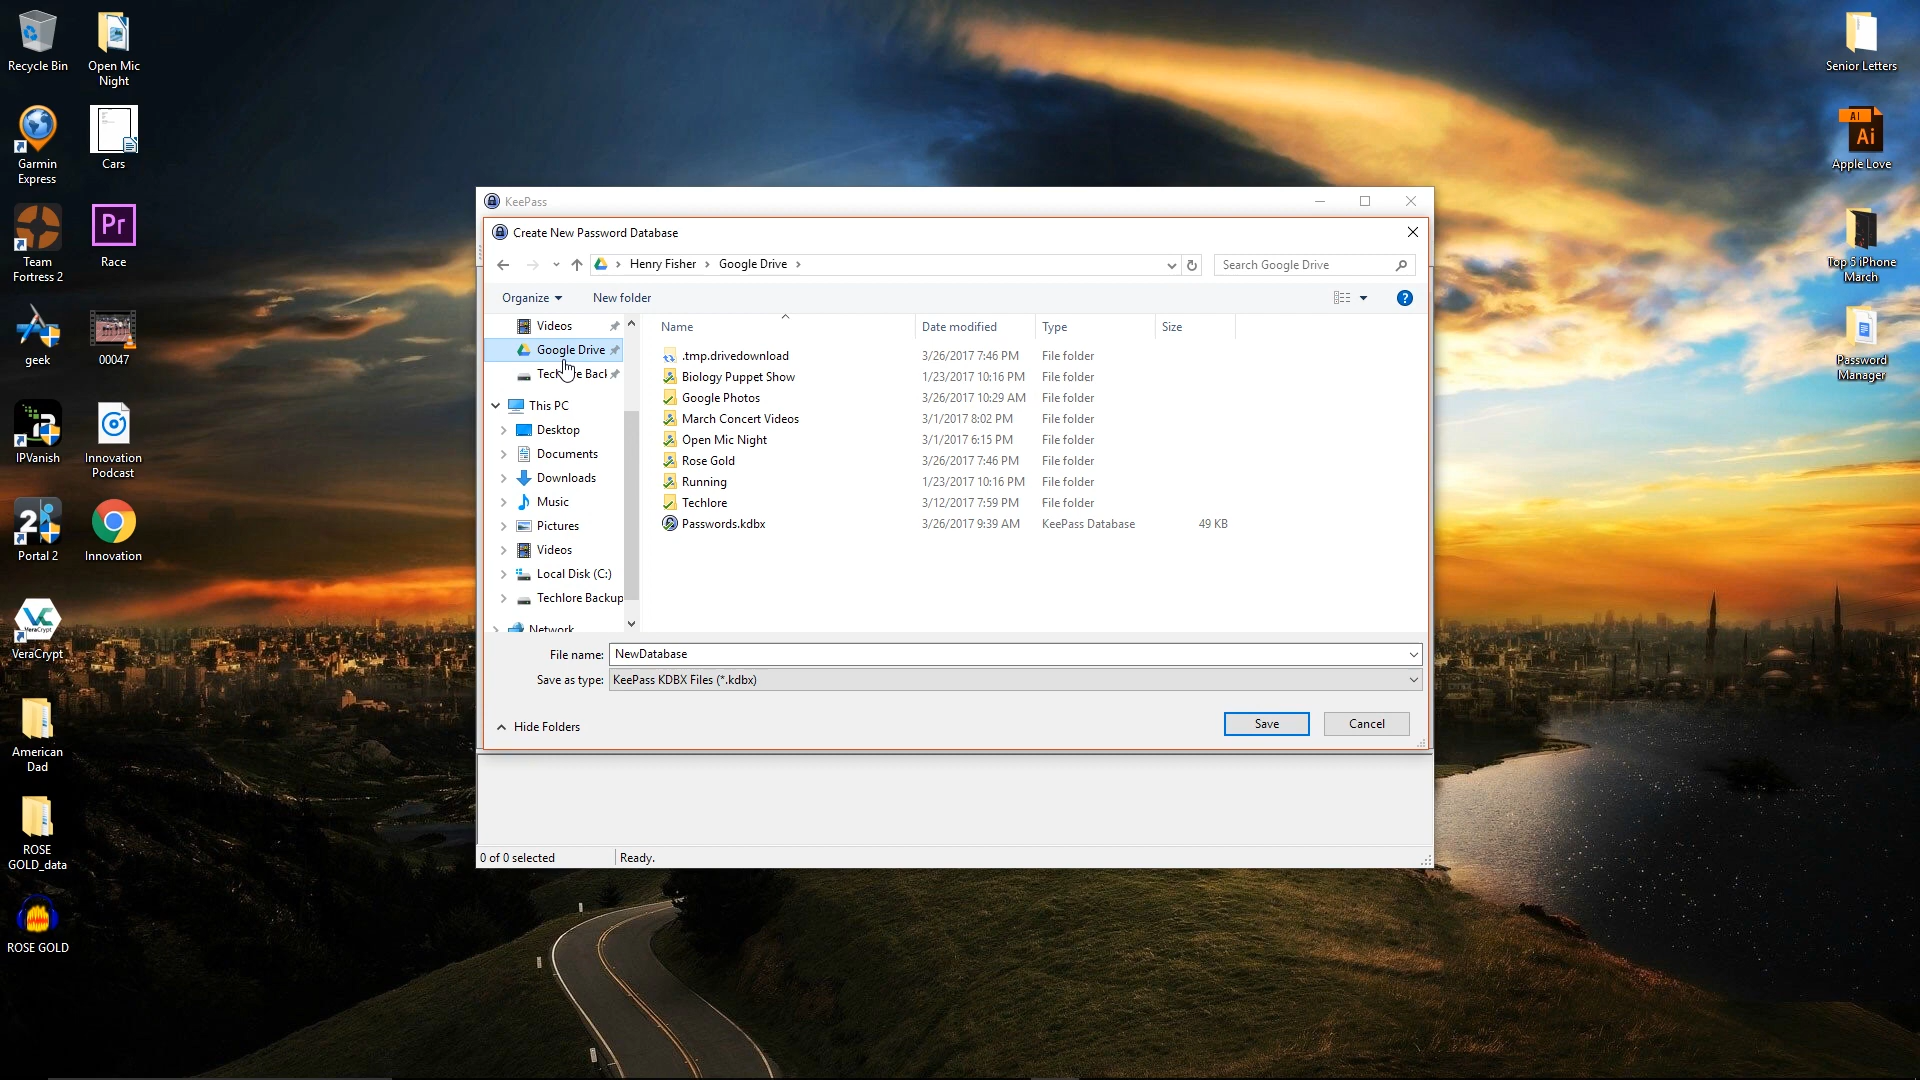 Recycle Bin
Open Mic
Night
Garmin
Express
Cars
Team
Fortress 2
Pr
Race
geek
00047
IPVanish
Innovation
Podcast
Portal 2
Innovation
VeraCrypt
VeraCrypt
American
Dad
ROSE
GOLD_data
ROSE GOLD
KeePass
Create New Password Database
Henry Fisher > Google Drive >
Search Google Drive
Organize
New folder
Videos
Google Drive
This PC
Desktop
Documents
Downloads
Music
Pictures
Videos
Local Disk (C:)
Techlore Backup
Network
Name Date modified Type Size
.tmp.drivedownload 3/26/2017 7:46 PM File folder
Biology Puppet Show 1/23/2017 10:16 PM File folder
Google Photos 3/26/2017 10:29 AM File folder
March Concert Videos 3/1/2017 8:02 PM File folder
Open Mic Night 3/1/2017 6:15 PM File folder
Rose Gold 3/26/2017 7:46 PM File folder
Running 1/23/2017 10:16 PM File folder
Techlore 3/12/2017 7:59 PM File folder
Passwords.kdbx 3/26/2017 9:39 AM KeePass Database 49 KB
File name: NewDatabase
Save as type: KeePass KDBX Files (*.kdbx)
Hide Folders
Save
Cancel
0 of 0 selected
Ready.
Senior Letters
AI
Ai
Apple Love
Top 5 iPhone
March
Password
Manager